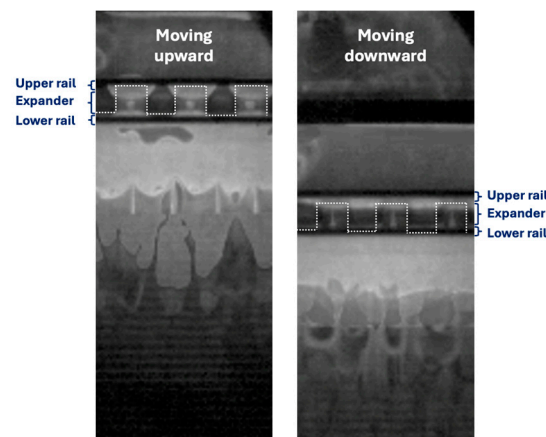 Moving
upward
Upper rail
Expander
Lower rail
Moving
downward
Upper rail
Expander
Lower rail